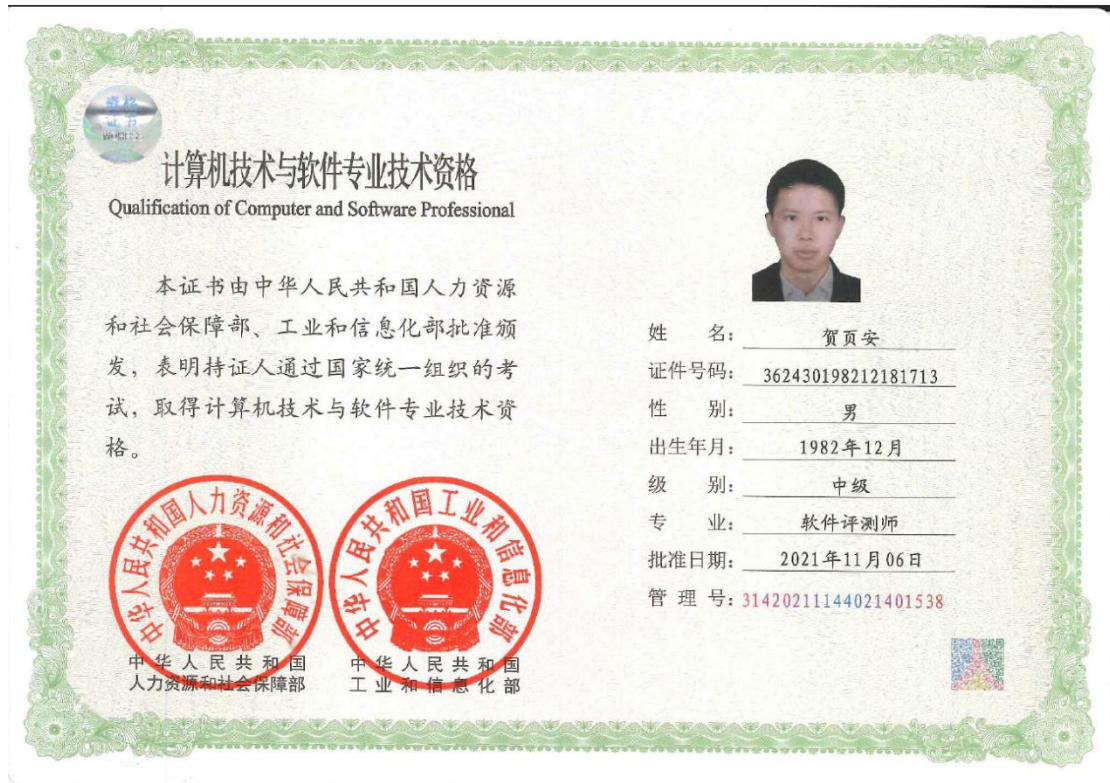 资格
证书
计算机技术与软件专业技术资格
Qualification of Computer and Software Professional
本证书由中华人民共和国人力资源
和社会保障部、工业和信息化部批准颁
发，表明持证人通过国家统一组织的考
试，取得计算机技术与软件专业技术资
格。
中华人民共和国人力资源和社会保障部
中华人民共和国工业和信息化部
中华人民共和国
人力资源和社会保障部
中华人民共和国
工业和信息化部
姓 名： 贺页安
证件号码： 362430198212181713
性 别： 男
出生年月： 1982年12月
级 别： 中级
专 业： 软件评测师
批准日期： 2021年11月06日
管 理 号： 31420211144021401538